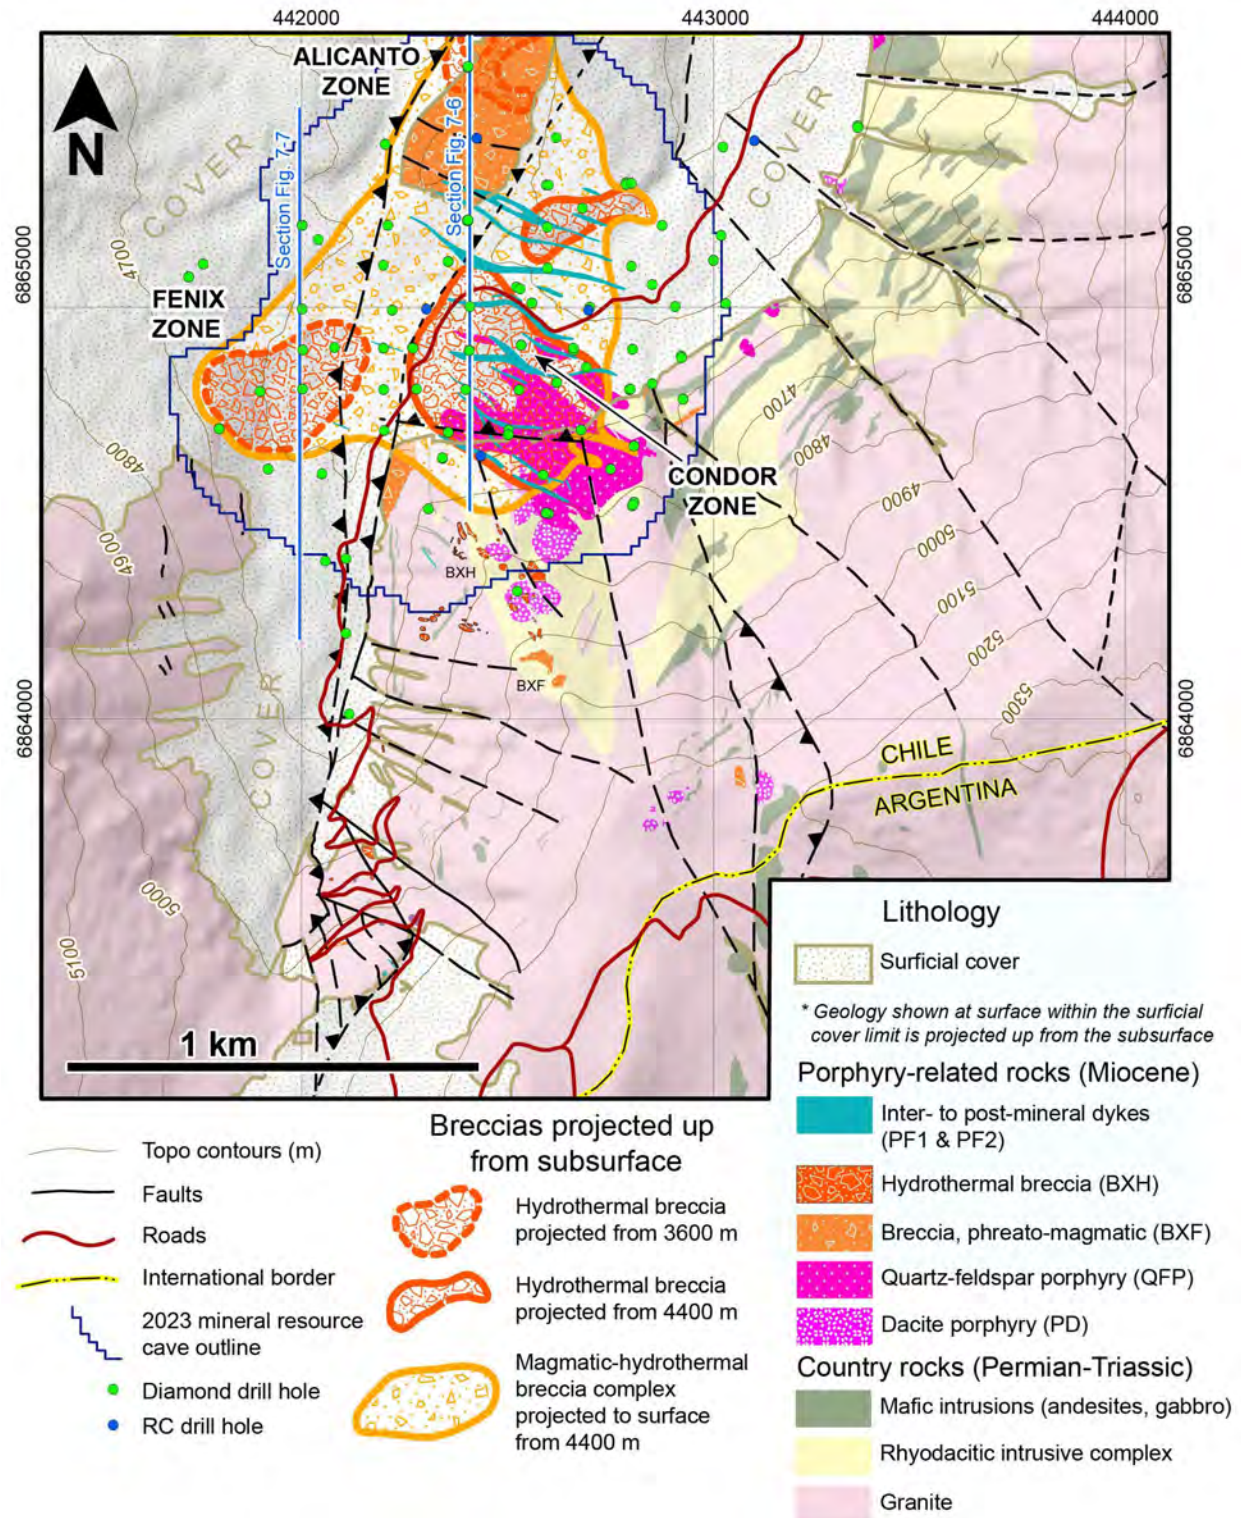 442000
443000
444000
ALICANTO
ZONE
N
COVER
COVER
Section Fig. 7-7
Section Fig. 7-6
4700
6865000
6865000
FENIX
ZONE
4700
4800
4800
4900
4900
5000
5100
5200
5300
CONDOR
ZONE
BXH
BXF
COVER
6864000
6864000
CHILE
ARGENTINA
5000
5100
1 km
Lithology
Surficial cover
* Geology shown at surface within the surficial
cover limit is projected up from the subsurface
Porphyry-related rocks (Miocene)
Inter- to post-mineral dykes
(PF1 & PF2)
Hydrothermal breccia (BXH)
Breccia, phreato-magmatic (BXF)
Quartz-feldspar porphyry (QFP)
Dacite porphyry (PD)
Country rocks (Permian-Triassic)
Mafic intrusions (andesites, gabbro)
Rhyodacitic intrusive complex
Granite
Topo contours (m)
Faults
Roads
International border
2023 mineral resource
cave outline
Diamond drill hole
RC drill hole
Breccias projected up
from subsurface
Hydrothermal breccia
projected from 3600 m
Hydrothermal breccia
projected from 4400 m
Magmatic-hydrothermal
breccia complex
projected to surface
from 4400 m